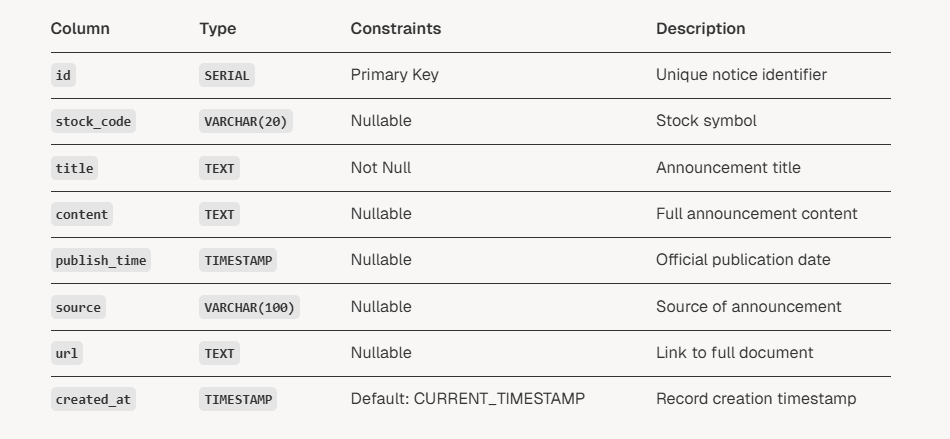 Column Type Constraints Description
id SERIAL Primary Key Unique notice identifier
stock_code VARCHAR(20) Nullable Stock symbol
title TEXT Not Null Announcement title
content TEXT Nullable Full announcement content
publish_time TIMESTAMP Nullable Official publication date
source VARCHAR(100) Nullable Source of announcement
url TEXT Nullable Link to full document
created_at TIMESTAMP Default: CURRENT_TIMESTAMP Record creation timestamp